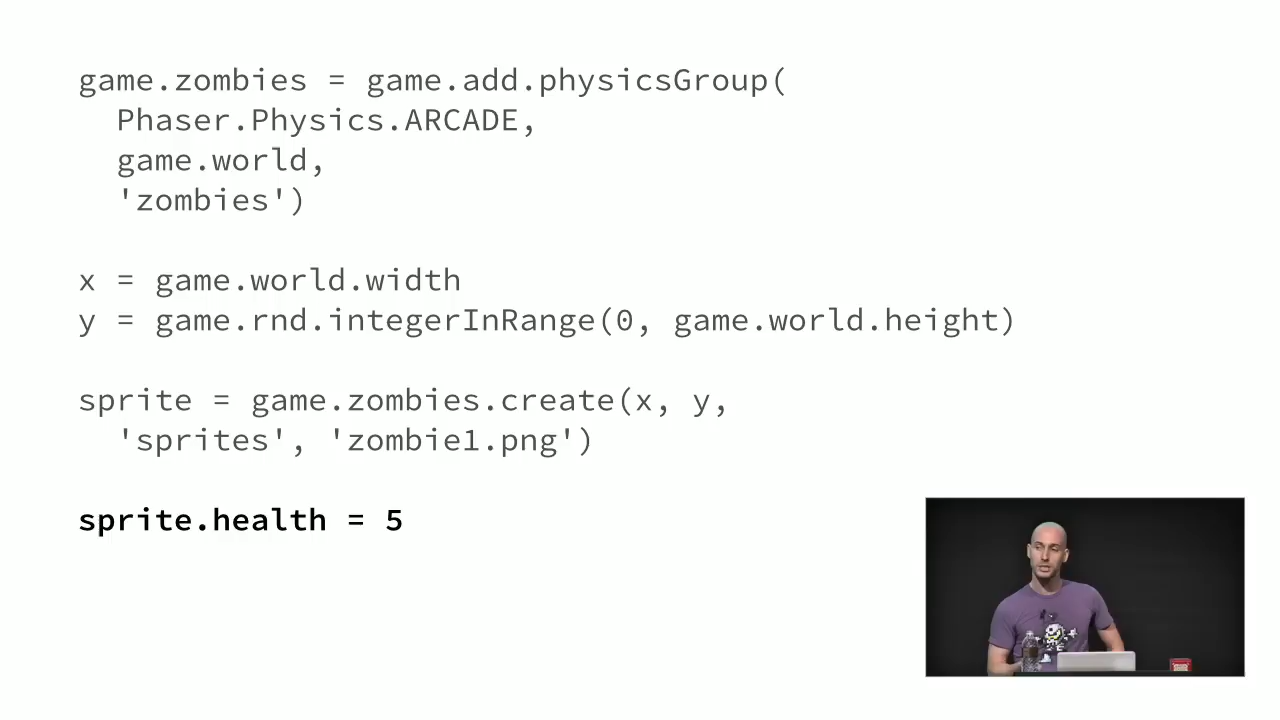 game.zombies = game.add.physicsGroup(
  Phaser.Physics.ARCADE,
  game.world,
  'zombies')
x = game.world.width
y = game.rnd.integerInRange(0, game.world.height)
sprite = game.zombies.create(x, y,
  'sprites', 'zombie1.png')
sprite.health = 5